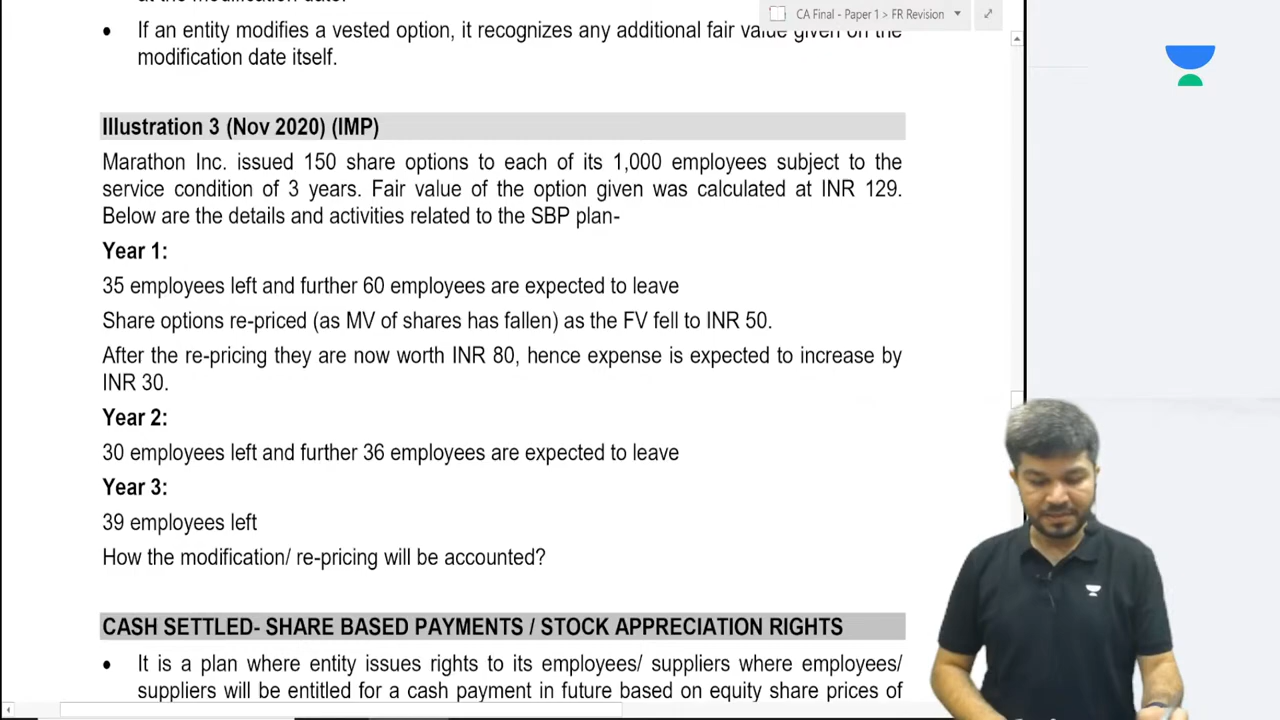 CA Final - Paper 1 > FR Revision
• If an entity modifies a vested option, it recognizes any additional fair value given on the
modification date itself.
Illustration 3 (Nov 2020) (IMP)
Marathon Inc. issued 150 share options to each of its 1,000 employees subject to the
service condition of 3 years. Fair value of the option given was calculated at INR 129.
Below are the details and activities related to the SBP plan-
Year 1:
35 employees left and further 60 employees are expected to leave
Share options re-priced (as MV of shares has fallen) as the FV fell to INR 50.
After the re-pricing they are now worth INR 80, hence expense is expected to increase by
INR 30.
Year 2:
30 employees left and further 36 employees are expected to leave
Year 3:
39 employees left
How the modification/ re-pricing will be accounted?
CASH SETTLED- SHARE BASED PAYMENTS / STOCK APPRECIATION RIGHTS
• It is a plan where entity issues rights to its employees/ suppliers where employees/
suppliers will be entitled for a cash payment in future based on equity share prices of